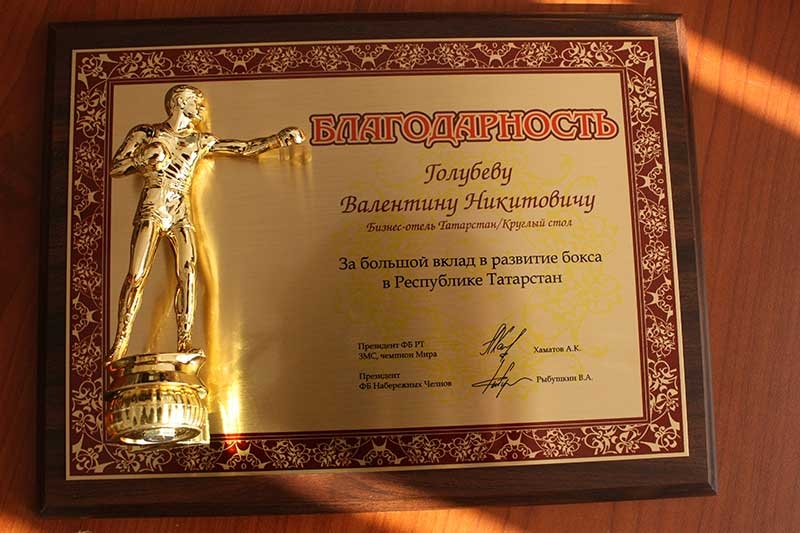 БЛАГОДАРНОСТЬ
Голубеву
Валентину Никитовичу
Бизнес-отель Татарстан/Круглый стол
За большой вклад в развитие бокса
в Республике Татарстан
Президент ФБ РТ
ЗМС, чемпион Мира
Хаматов А.К.
Президент
ФБ Набережных Челнов
Рыбушкин В.А.